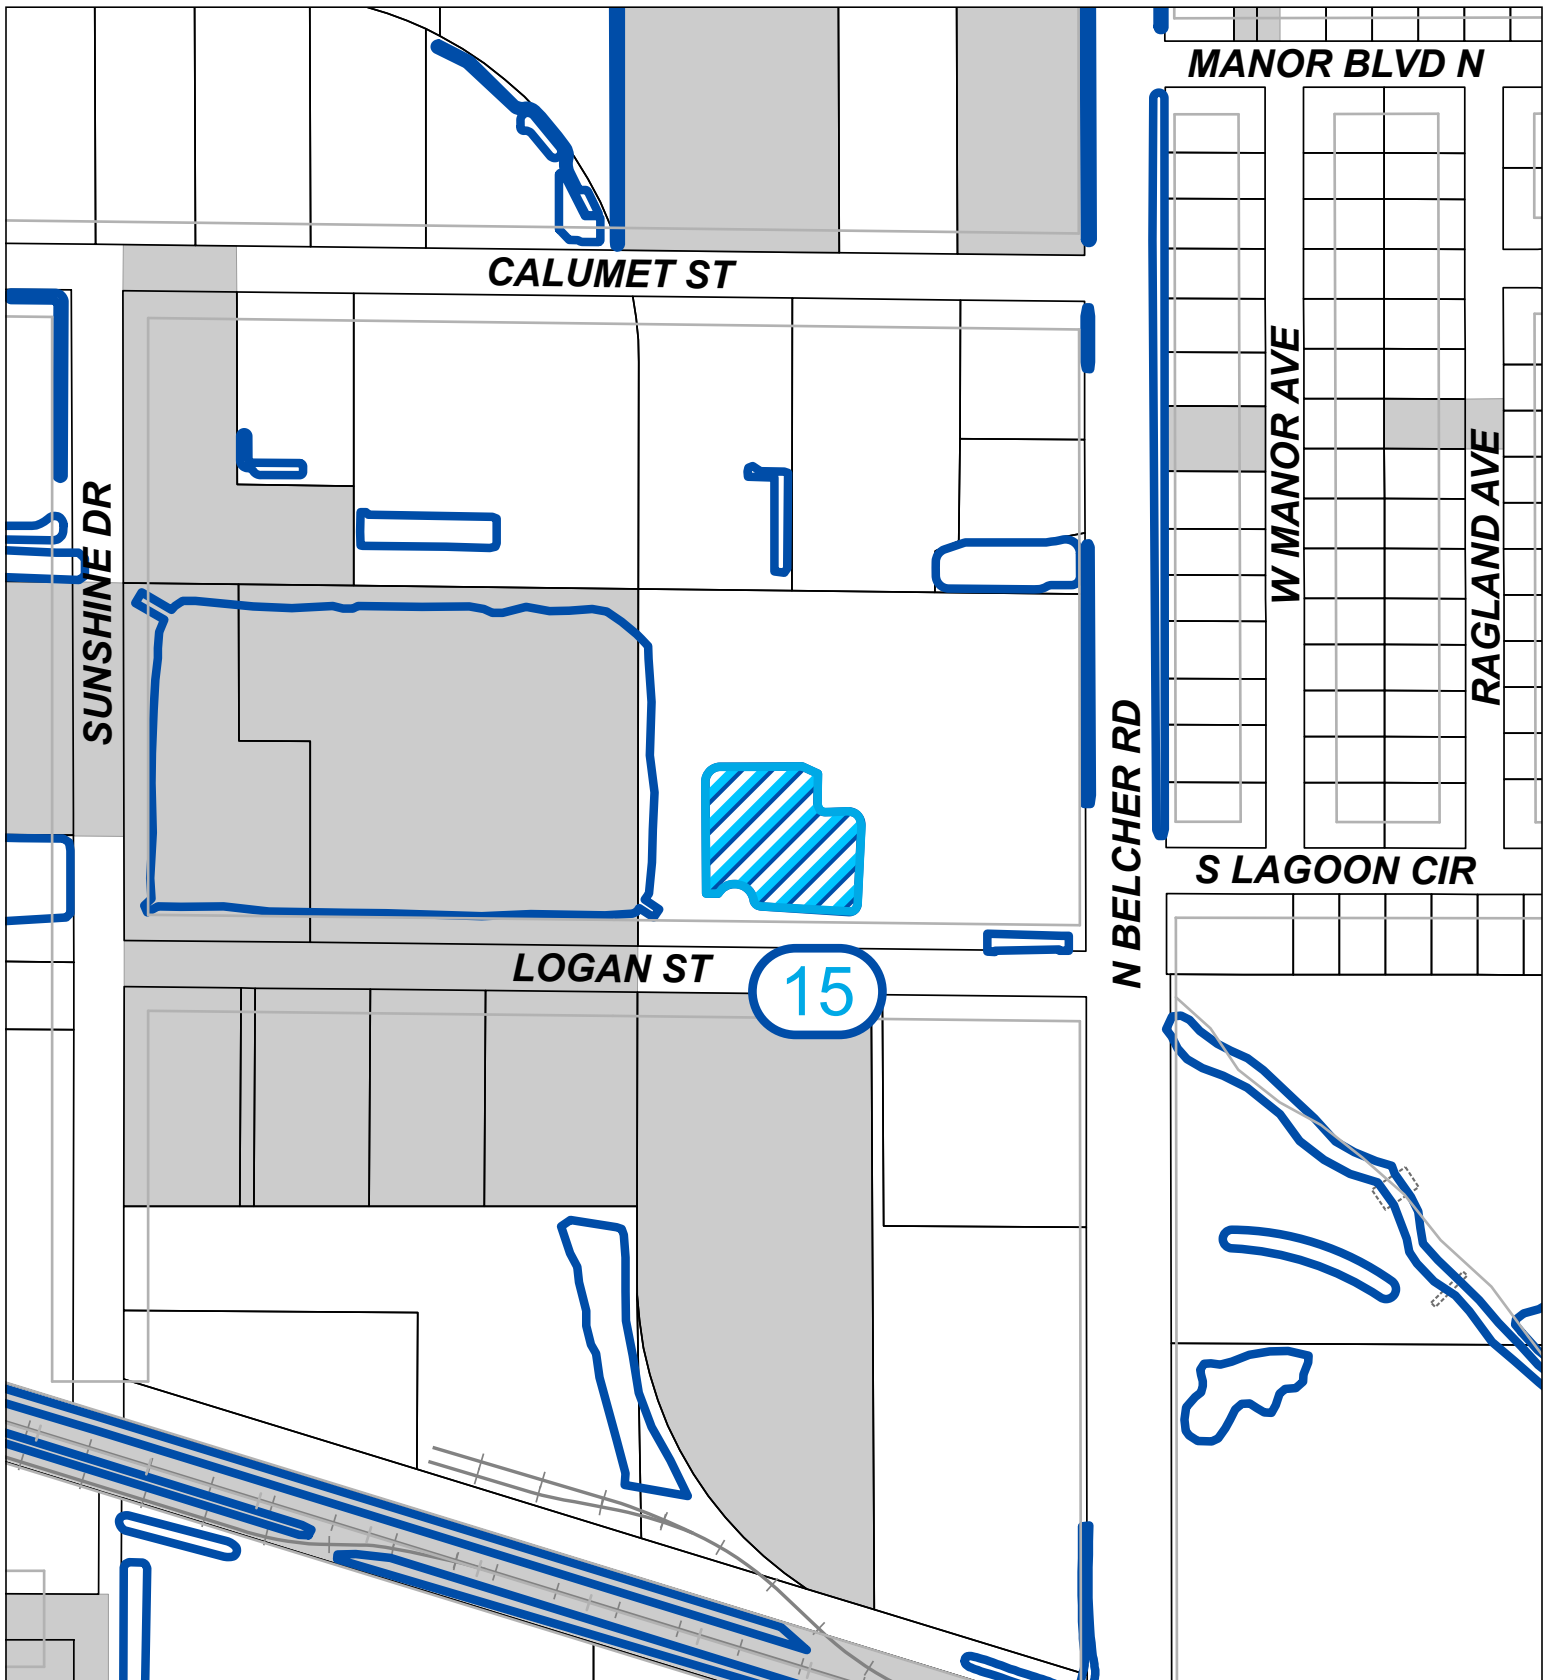 MANOR BLVD N
CALUMET ST
SUNSHINE DR
W MANOR AVE
RAGLAND AVE
N BELCHER RD
S LAGOON CIR
LOGAN ST
15